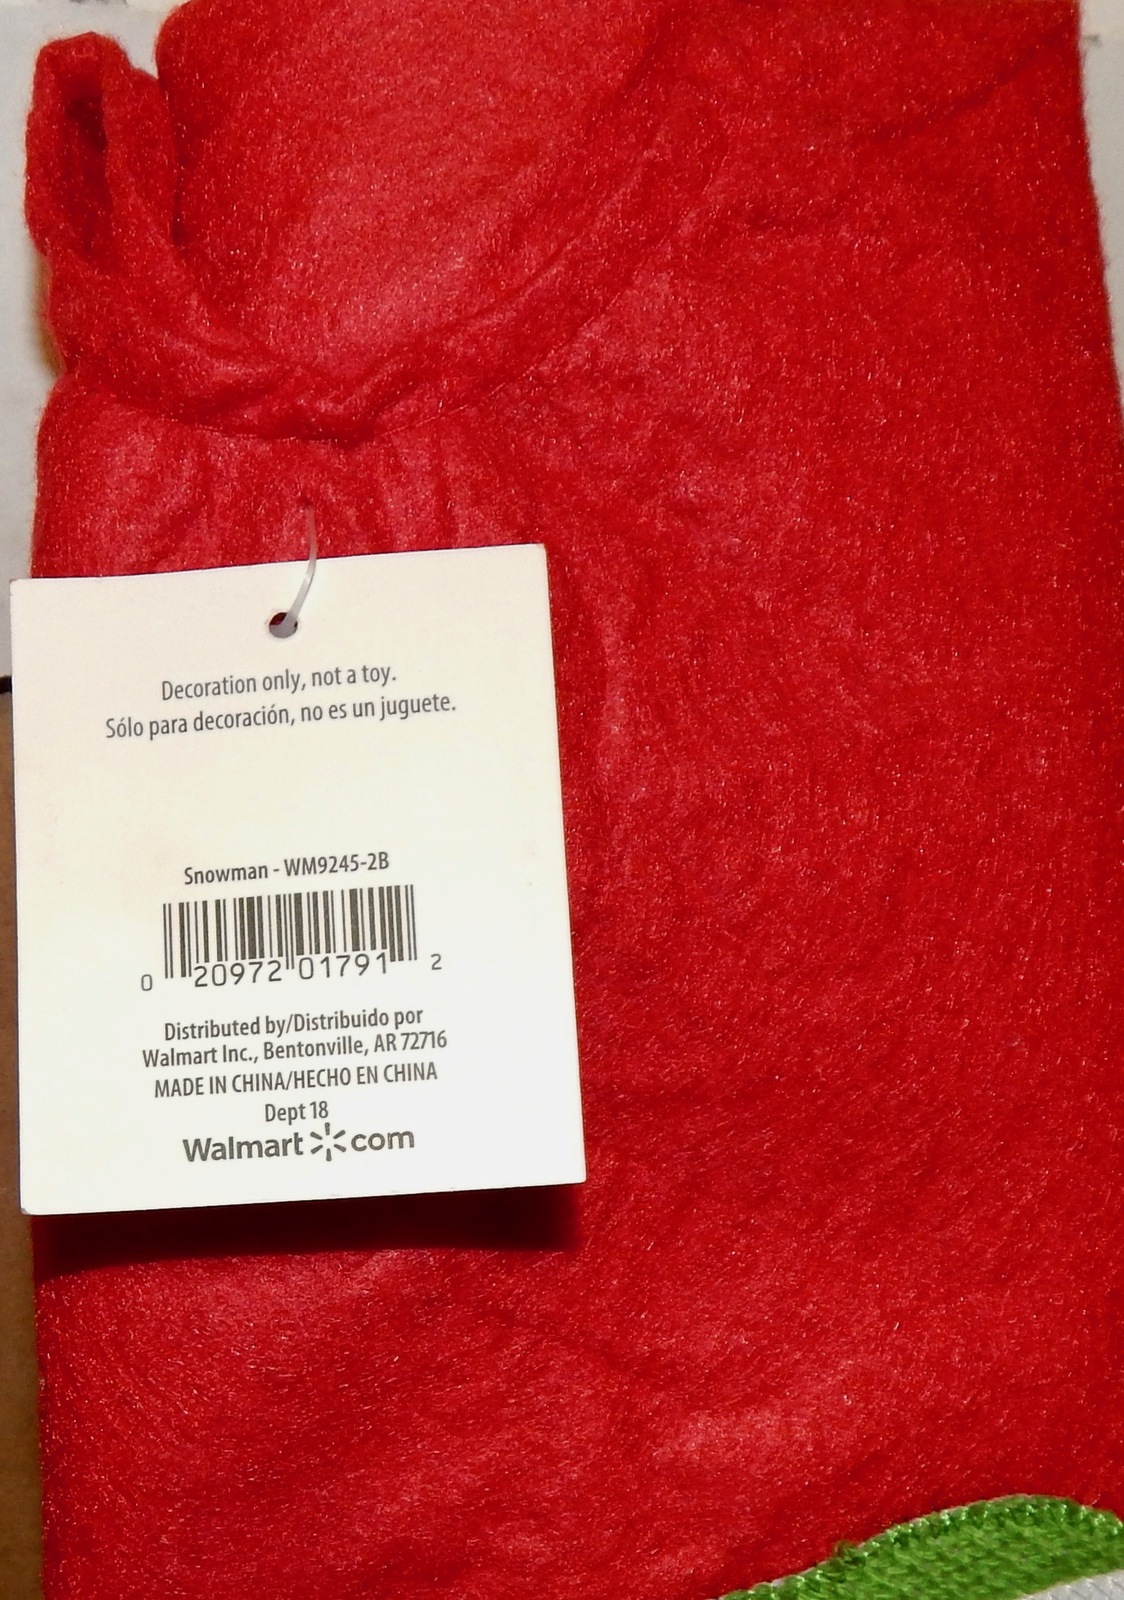 Decoration only, not a toy.
Sólo para decoración, no es un juguete.
Snowman - WM9245-2B
0 20972 01791 2
Distributed by/Distribuido por
Walmart Inc., Bentonville, AR 72716
MADE IN CHINA/HECHO EN CHINA
Dept 18
Walmart com